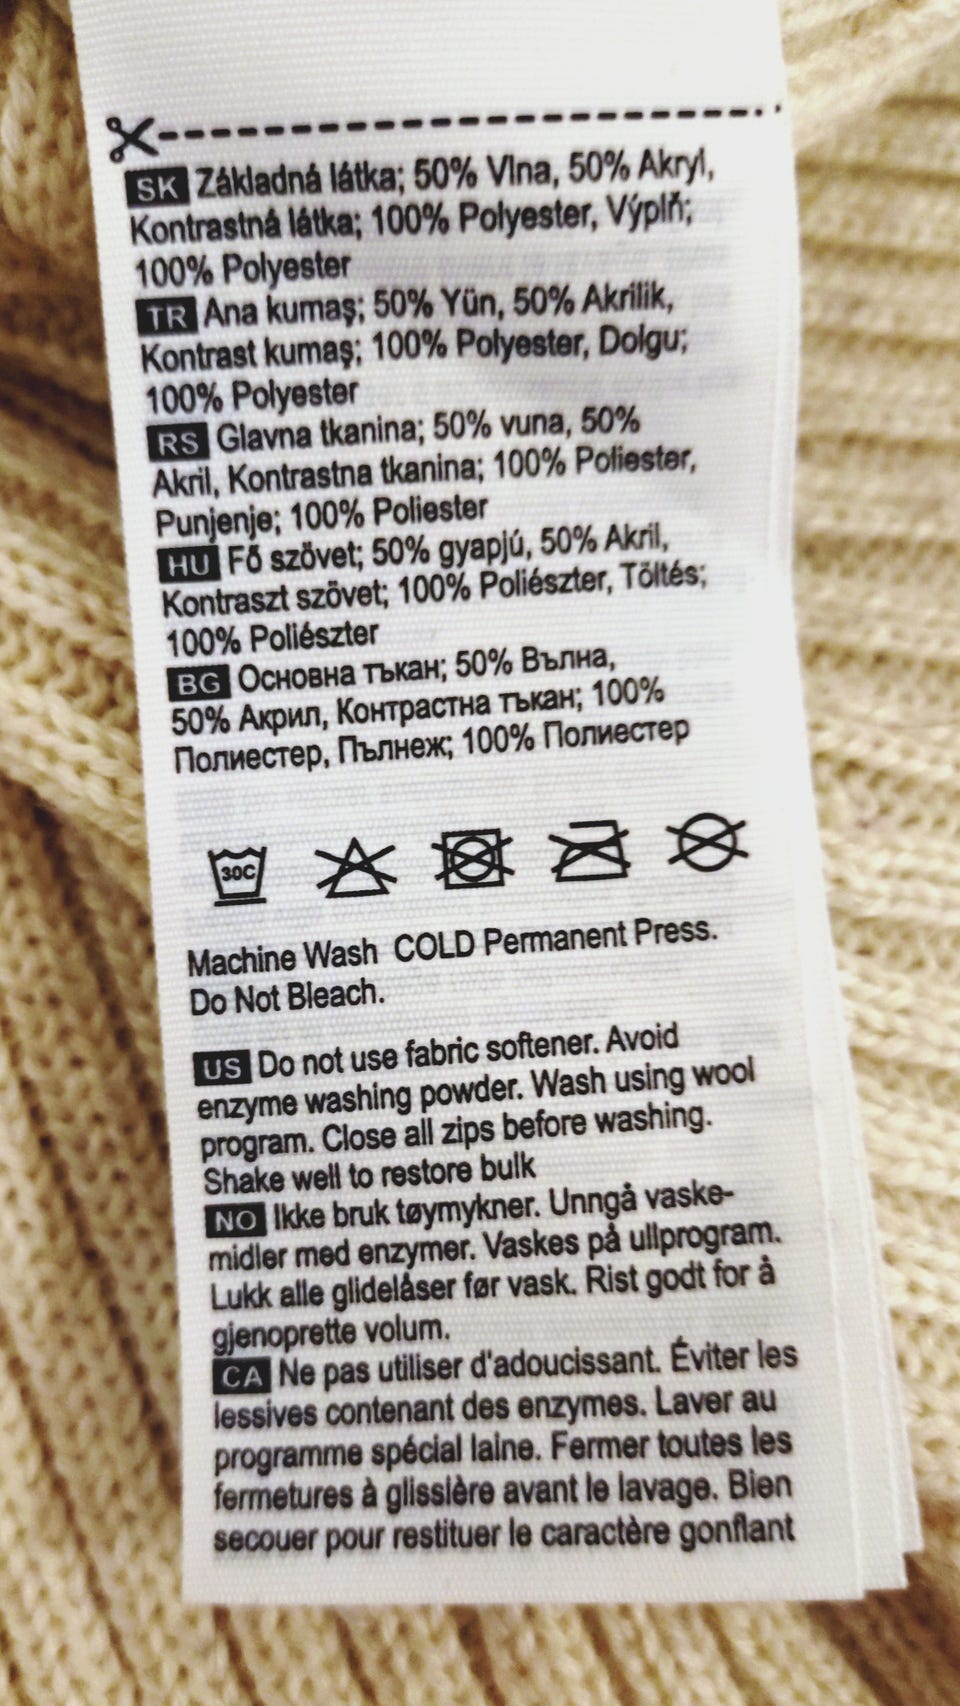 SK Základná látka; 50% Vlna, 50% Akryl,
Kontrastná látka; 100% Polyester, Výplň;
100% Polyester
TR Ana kumaş; 50% Yün, 50% Akrilik,
Kontrast kumaş; 100% Polyester, Dolgu;
100% Polyester
RS Glavna tkanina; 50% vuna, 50%
Akril, Kontrastna tkanina; 100% Poliester,
Punjenje; 100% Poliester
HU Fő szövet; 50% gyapjú, 50% Akril,
Kontraszt szövet; 100% Poliészter, Töltés;
100% Poliészter
BG Основна тъкан; 50% Вълна,
50% Акрил, Контрастна тъкан; 100%
Полиестер, Пълнеж; 100% Полиестер
30C
Machine Wash COLD Permanent Press.
Do Not Bleach.
US Do not use fabric softener. Avoid
enzyme washing powder. Wash using wool
program. Close all zips before washing.
Shake well to restore bulk
NO Ikke bruk tøymykner. Unngå vaske-
midler med enzymer. Vaskes på ullprogram.
Lukk alle glidelåser før vask. Rist godt for å
gjenoprette volum.
CA Ne pas utiliser d'adoucissant. Éviter les
lessives contenant des enzymes. Laver au
programme spécial laine. Fermer toutes les
fermetures à glissière avant le lavage. Bien
secouer pour restituer le caractère gonflant